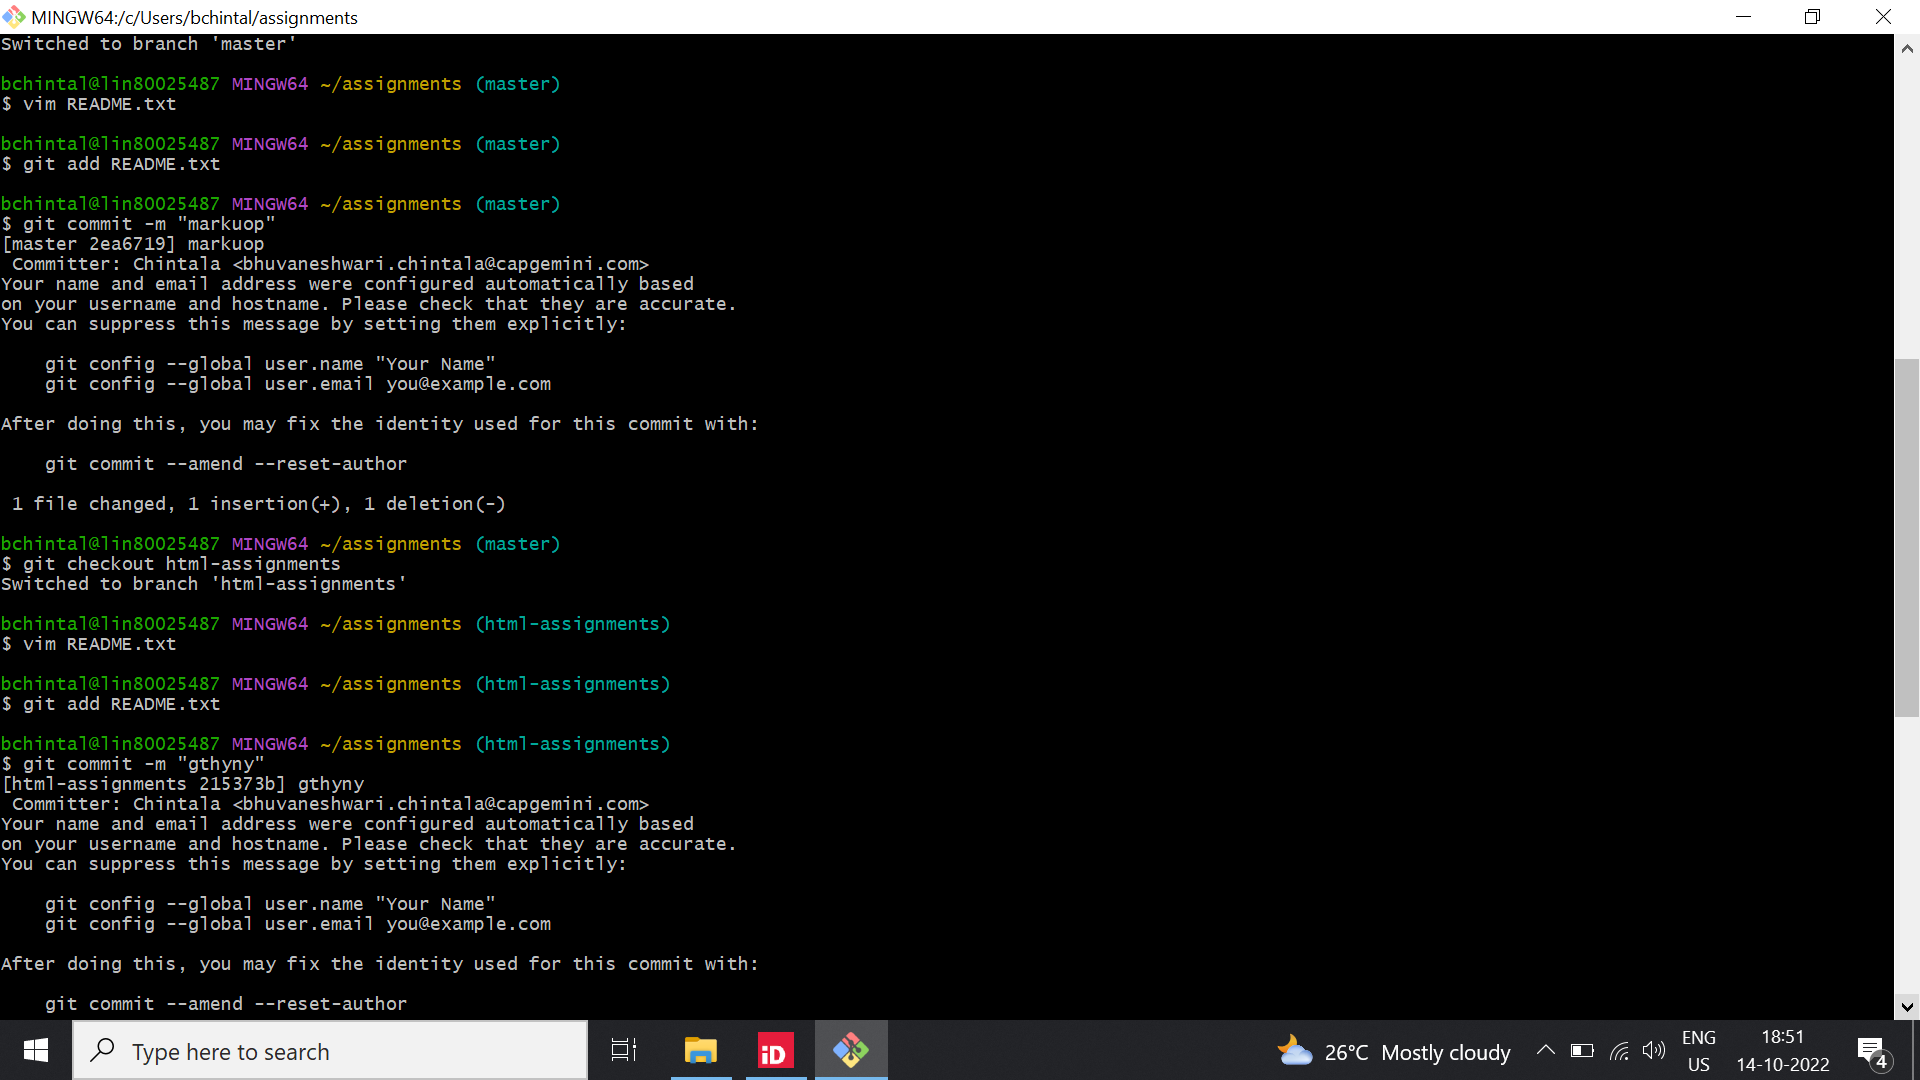 MINGW64:/c/Users/bchintal/assignments
Switched to branch 'master'
bchintal@lin80025487 MINGW64 ~/assignments (master)
$ vim README.txt
bchintal@lin80025487 MINGW64 ~/assignments (master)
$ git add README.txt
bchintal@lin80025487 MINGW64 ~/assignments (master)
$ git commit -m "markuop"
[master 2ea6719] markuop
 Committer: Chintala <bhuvaneshwari.chintala@capgemini.com>
Your name and email address were configured automatically based
on your username and hostname. Please check that they are accurate.
You can suppress this message by setting them explicitly:
    git config --global user.name "Your Name"
    git config --global user.email you@example.com
After doing this, you may fix the identity used for this commit with:
    git commit --amend --reset-author
 1 file changed, 1 insertion(+), 1 deletion(-)
bchintal@lin80025487 MINGW64 ~/assignments (master)
$ git checkout html-assignments
Switched to branch 'html-assignments'
bchintal@lin80025487 MINGW64 ~/assignments (html-assignments)
$ vim README.txt
bchintal@lin80025487 MINGW64 ~/assignments (html-assignments)
$ git add README.txt
bchintal@lin80025487 MINGW64 ~/assignments (html-assignments)
$ git commit -m "gthyny"
[html-assignments 215373b] gthyny
 Committer: Chintala <bhuvaneshwari.chintala@capgemini.com>
Your name and email address were configured automatically based
on your username and hostname. Please check that they are accurate.
You can suppress this message by setting them explicitly:
    git config --global user.name "Your Name"
    git config --global user.email you@example.com
After doing this, you may fix the identity used for this commit with:
    git commit --amend --reset-author
Type here to search
iD
26°C Mostly cloudy
ENG
US
18:51
14-10-2022
4